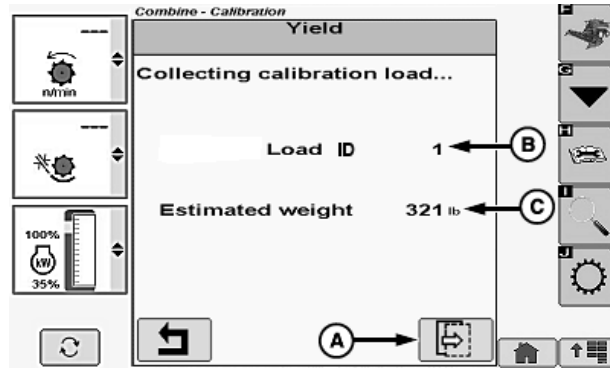 Combine - Calibration
Yield
Collecting calibration load...
Load ID 1
Estimated weight 321 lb
---
n/min
---
100%
kW
35%
A
B
C
F
G
H
I
J